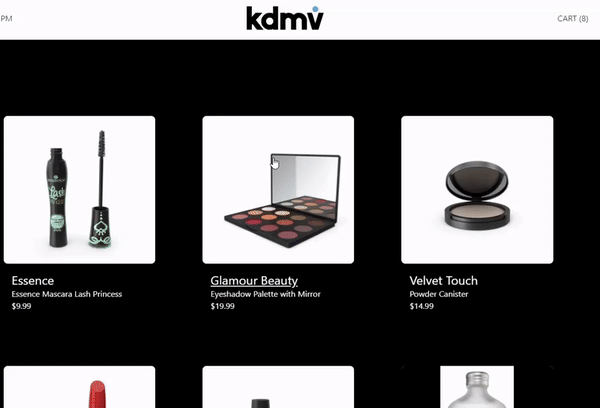 PM
kdmv
CART (8)
Essence
Essence Mascara Lash Princess
$9.99
Glamour Beauty
Eyeshadow Palette with Mirror
$19.99
Velvet Touch
Powder Canister
$14.99